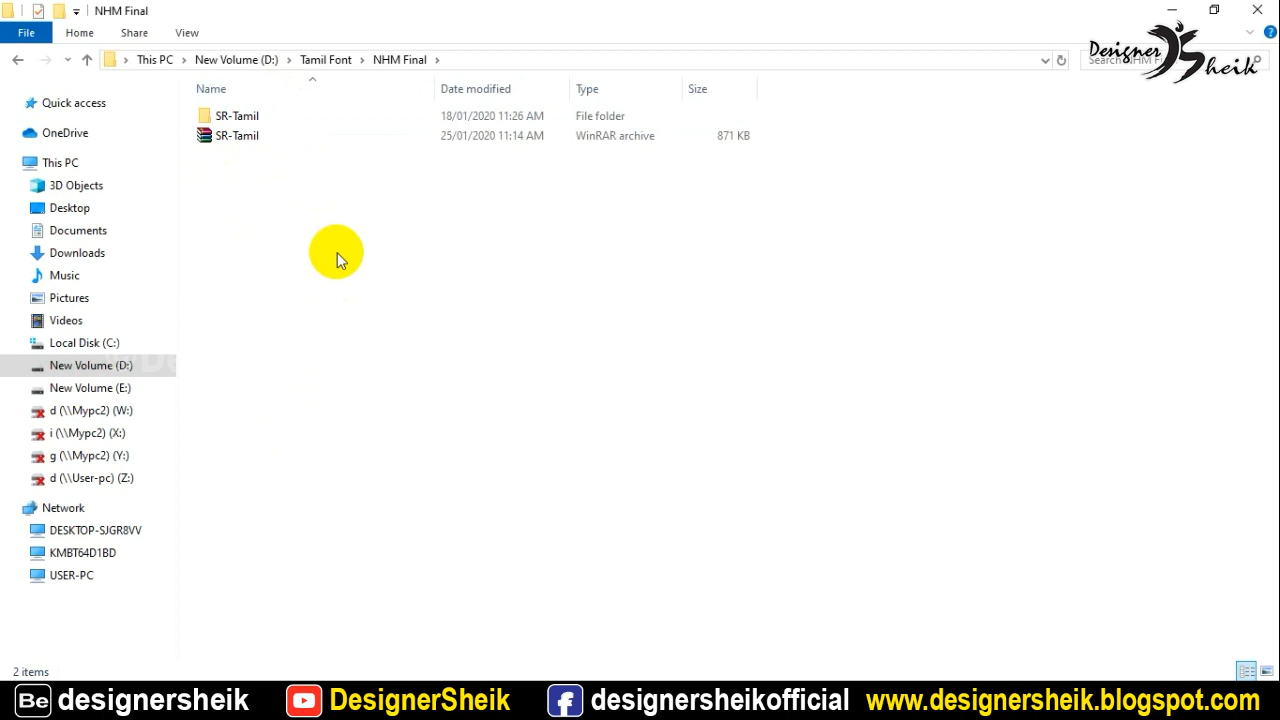 NHM Final
File Home Share View
This PC > New Volume (D:) > Tamil Font > NHM Final >
Designer Sheik
Name Date modified Type Size
SR-Tamil 18/01/2020 11:26 AM File folder
SR-Tamil 25/01/2020 11:14 AM WinRAR archive 871 KB
Quick access
OneDrive
This PC
3D Objects
Desktop
Documents
Downloads
Music
Pictures
Videos
Local Disk (C:)
New Volume (D:)
New Volume (E:)
d (\\Mypc2) (W:)
i (\\Mypc2) (X:)
g (\\Mypc2) (Y:)
d (\\User-pc) (Z:)
Network
DESKTOP-SJGR8VV
KMBT64D1BD
USER-PC
2 items
Be designersheik DesignerSheik f designersheikofficial www.designersheik.blogspot.com